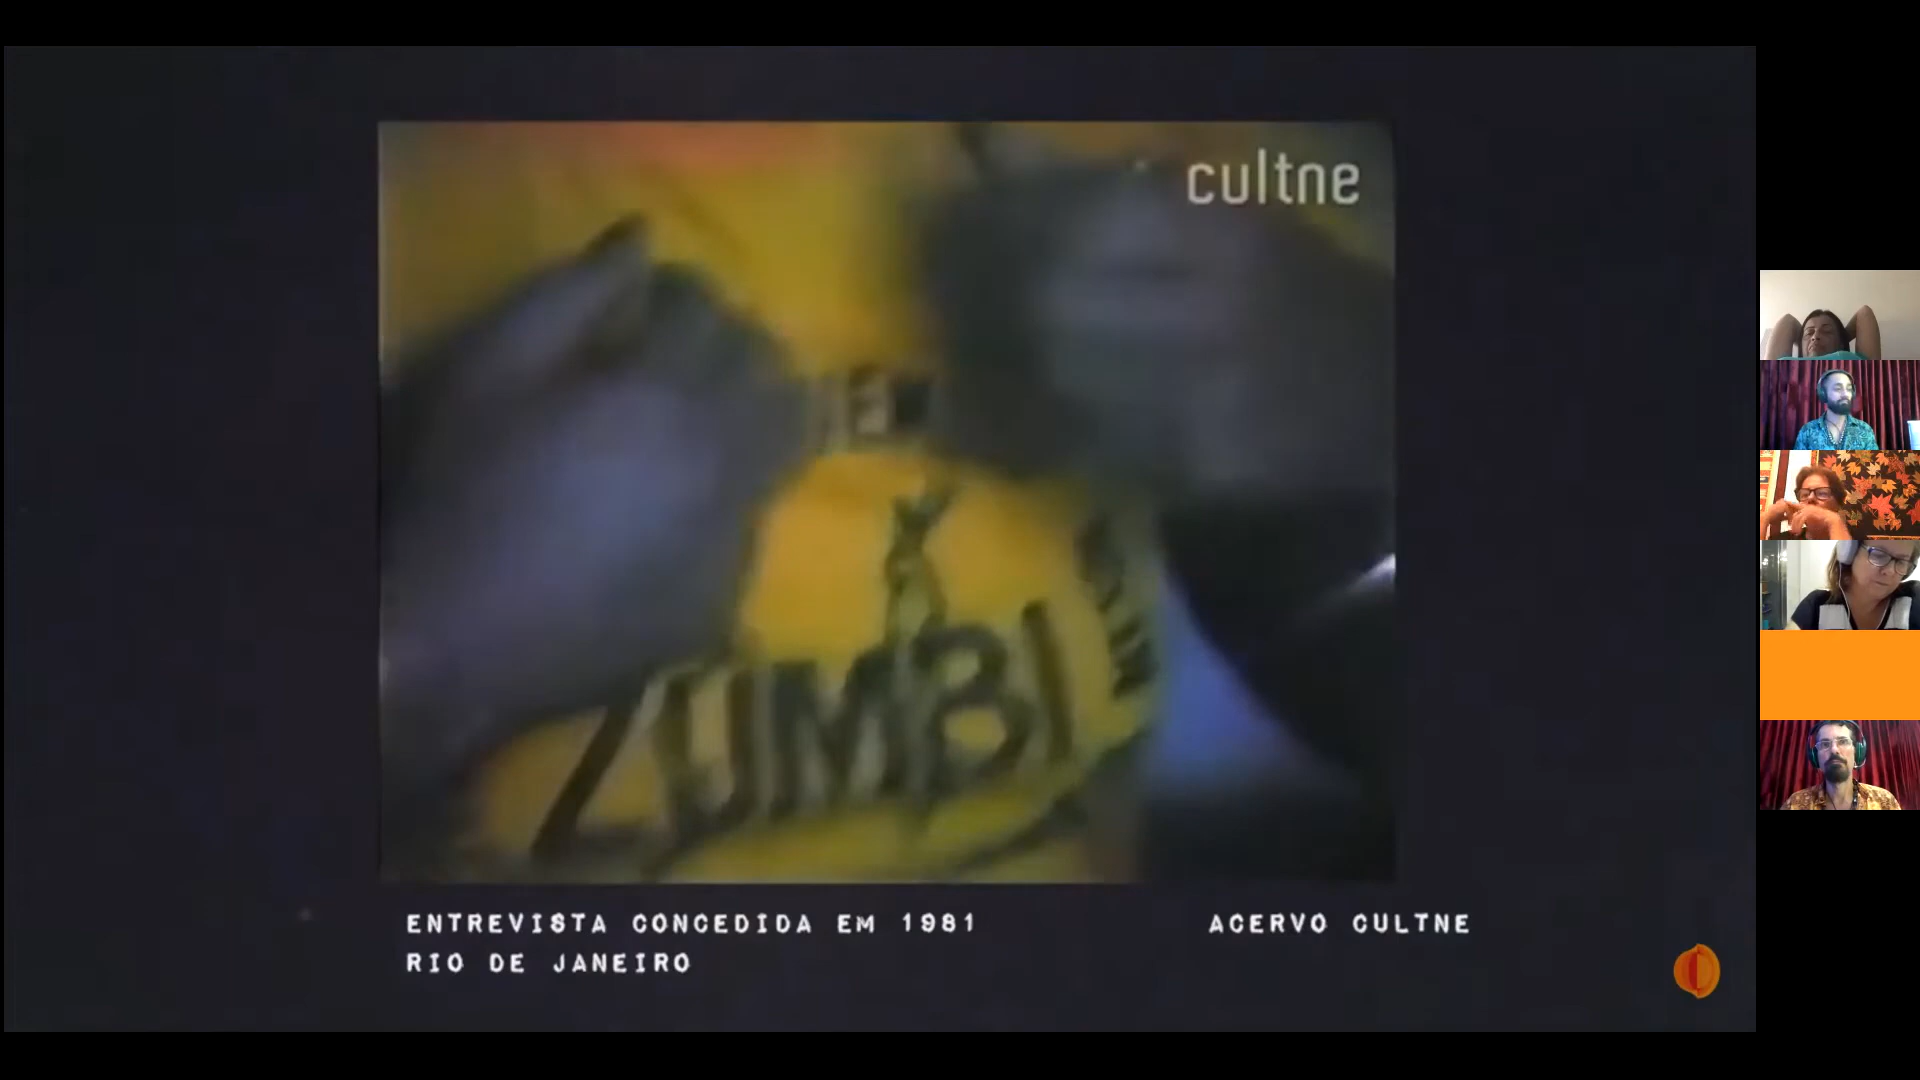 cultne
ZUMBI
ENTREVISTA CONCEDIDA EM 1981
ACERVO CULTNE
RIO DE JANEIRO